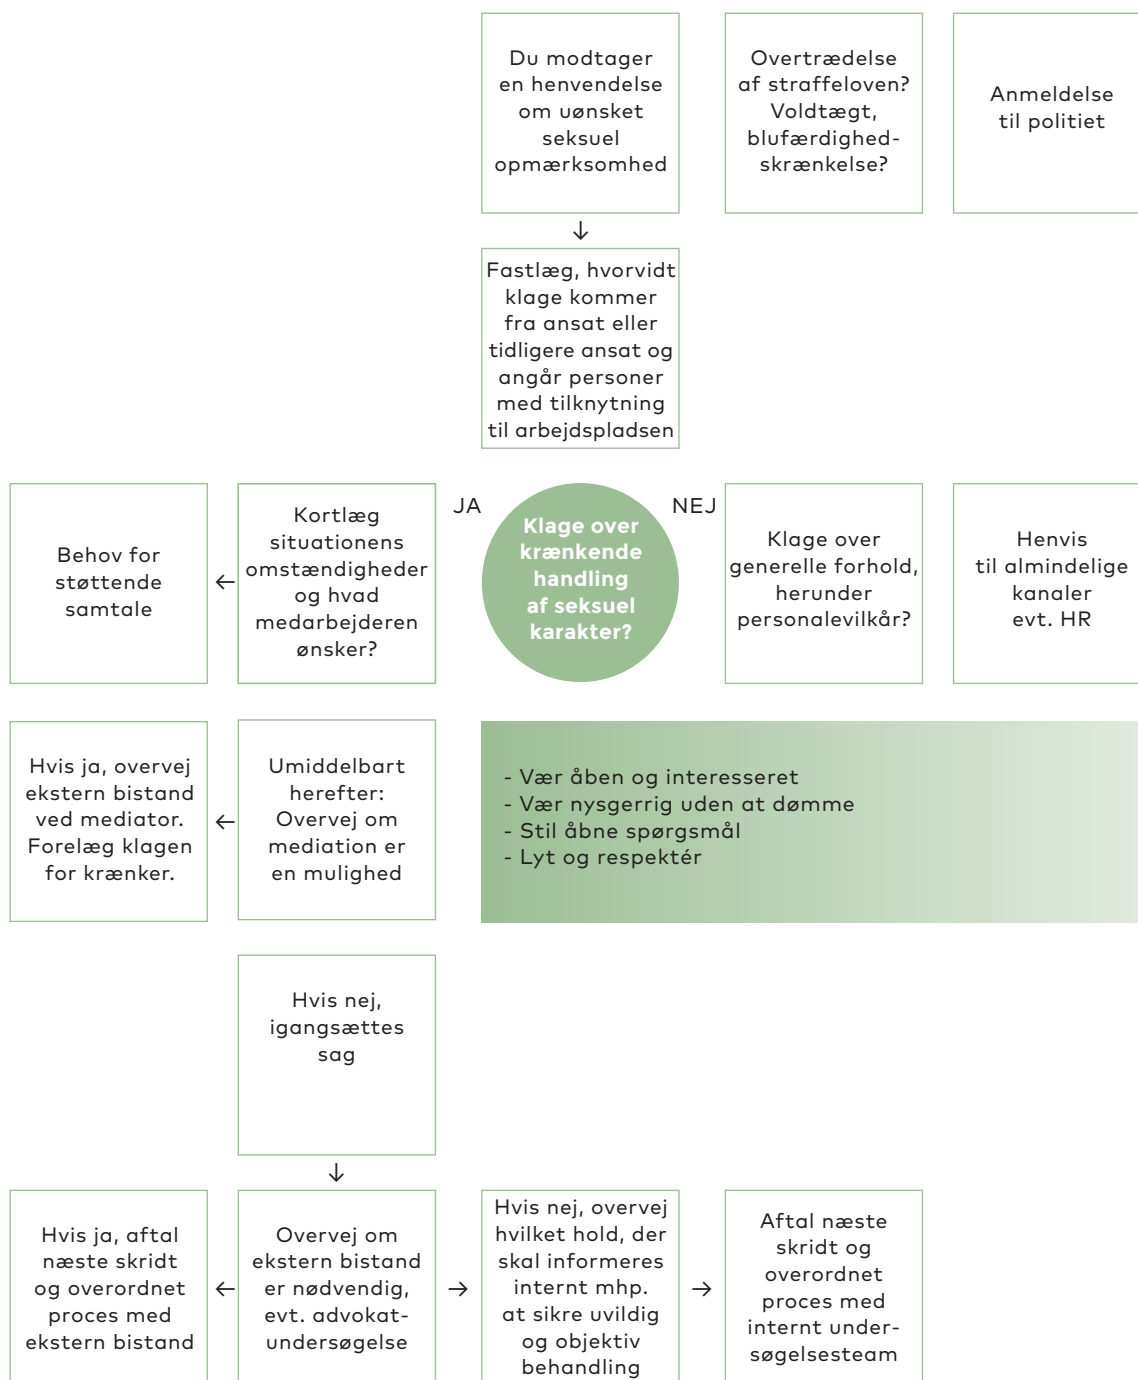 Du modtager
en henvendelse
om uønsket
seksuel
opmærksomhed
Overtrædelse
af straffeloven?
Voldtægt,
blufærdighed-
skrænkelse?
Anmeldelse
til politiet
↓
Fastlæg, hvorvidt
klage kommer
fra ansat eller
tidligere ansat og
angår personer
med tilknytning
til arbejdspladsen
Behov for
støttende
samtale
←
Kortlæg
situationens
omstændigheder
og hvad
medarbejderen
ønsker?
JA
Klage over
krænkende
handling
af seksuel
karakter?
NEJ
Klage over
generelle forhold,
herunder
personalevilkår?
Henvis
til almindelige
kanaler
evt. HR
Hvis ja, overvej
ekstern bistand
ved mediator.
Forelæg klagen
for krænker.
←
Umiddelbart
herefter:
Overvej om
mediation er
en mulighed
- Vær åben og interesseret
- Vær nysgerrig uden at dømme
- Stil åbne spørgsmål
- Lyt og respektér
Hvis nej,
igangsættes
sag
↓
Hvis ja, aftal
næste skridt
og overordnet
proces med
ekstern bistand
←
Overvej om
ekstern bistand
er nødvendig,
evt. advokat-
undersøgelse
→
Hvis nej, overvej
hvilket hold, der
skal informeres
internt mhp.
at sikre uvildig
og objektiv
behandling
→
Aftal næste
skridt og
overordnet
proces med
internt under-
søgelsesteam